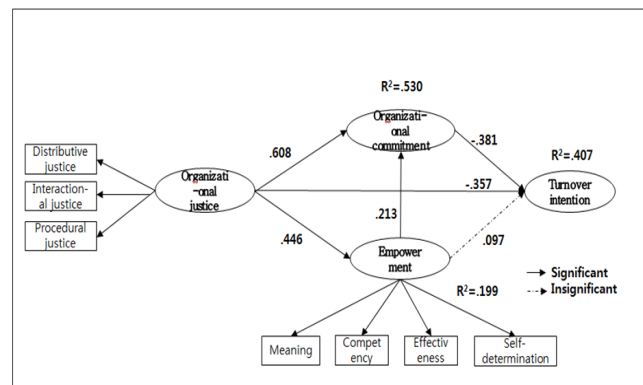 R²=.530
Organizati–
onal
commitment
Distributive
justice
Interaction-
al justice
Procedural
justice
Organizati
–onal
justice
.608
-.381
R²=.407
-.357
Turnover
intention
.446
.213
.097
Empower
ment
Significant
Insignificant
R²=.199
Meaning
Compet
ency
Effectiv
eness
Self-
determination